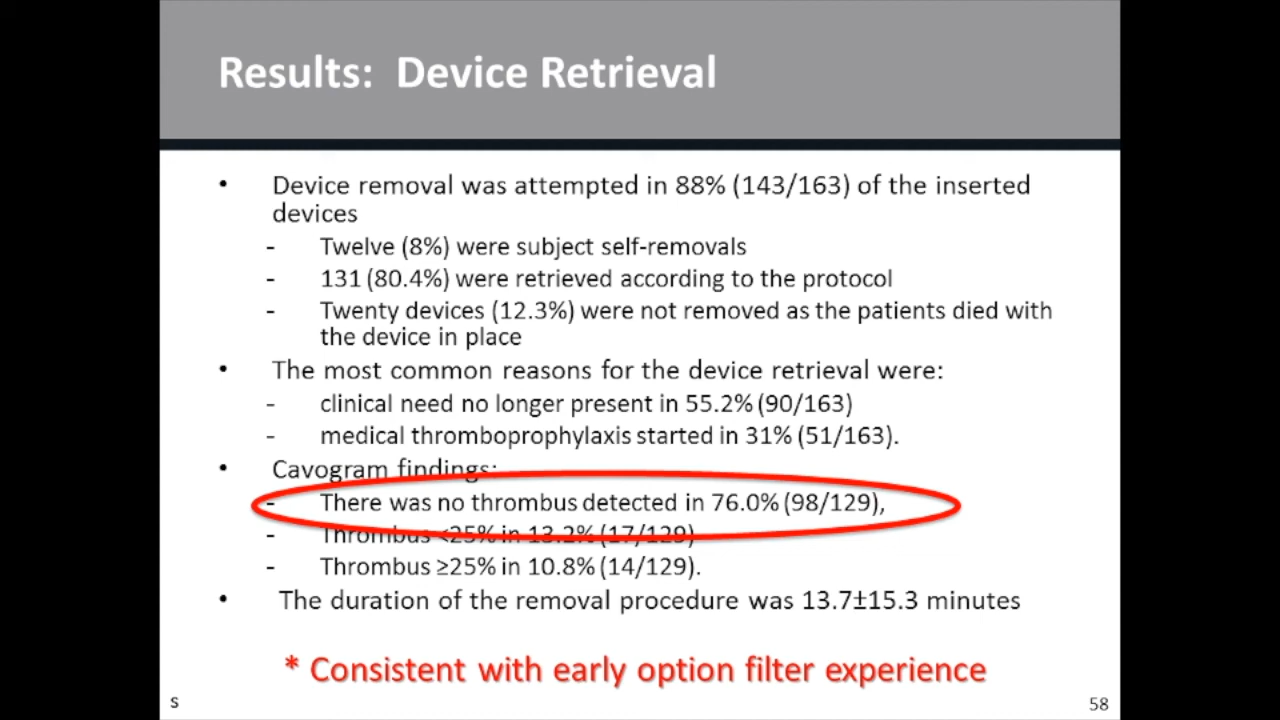 Results:  Device Retrieval
• Device removal was attempted in 88% (143/163) of the inserted
devices
- Twelve (8%) were subject self-removals
- 131 (80.4%) were retrieved according to the protocol
- Twenty devices (12.3%) were not removed as the patients died with
the device in place
• The most common reasons for the device retrieval were:
- clinical need no longer present in 55.2% (90/163)
- medical thromboprophylaxis started in 31% (51/163).
• Cavogram findings:
- There was no thrombus detected in 76.0% (98/129),
- Thrombus <25% in 13.2% (17/129)
- Thrombus ≥25% in 10.8% (14/129).
• The duration of the removal procedure was 13.7±15.3 minutes
* Consistent with early option filter experience
s
58